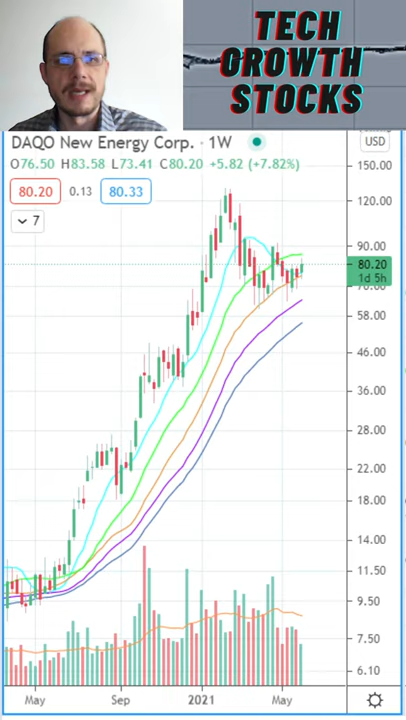 TECH
GROWTH
STOCKS
DAQO New Energy Corp. · 1W
USD
O76.50 H83.58 L73.41 C80.20 +5.82 (+7.82%)
150.00
80.20 0.13 80.33
120.00
7
90.00
80.20
1d 5h
58.00
46.00
36.00
28.00
22.00
18.00
14.00
11.50
9.50
7.50
6.10
May Sep 2021 May